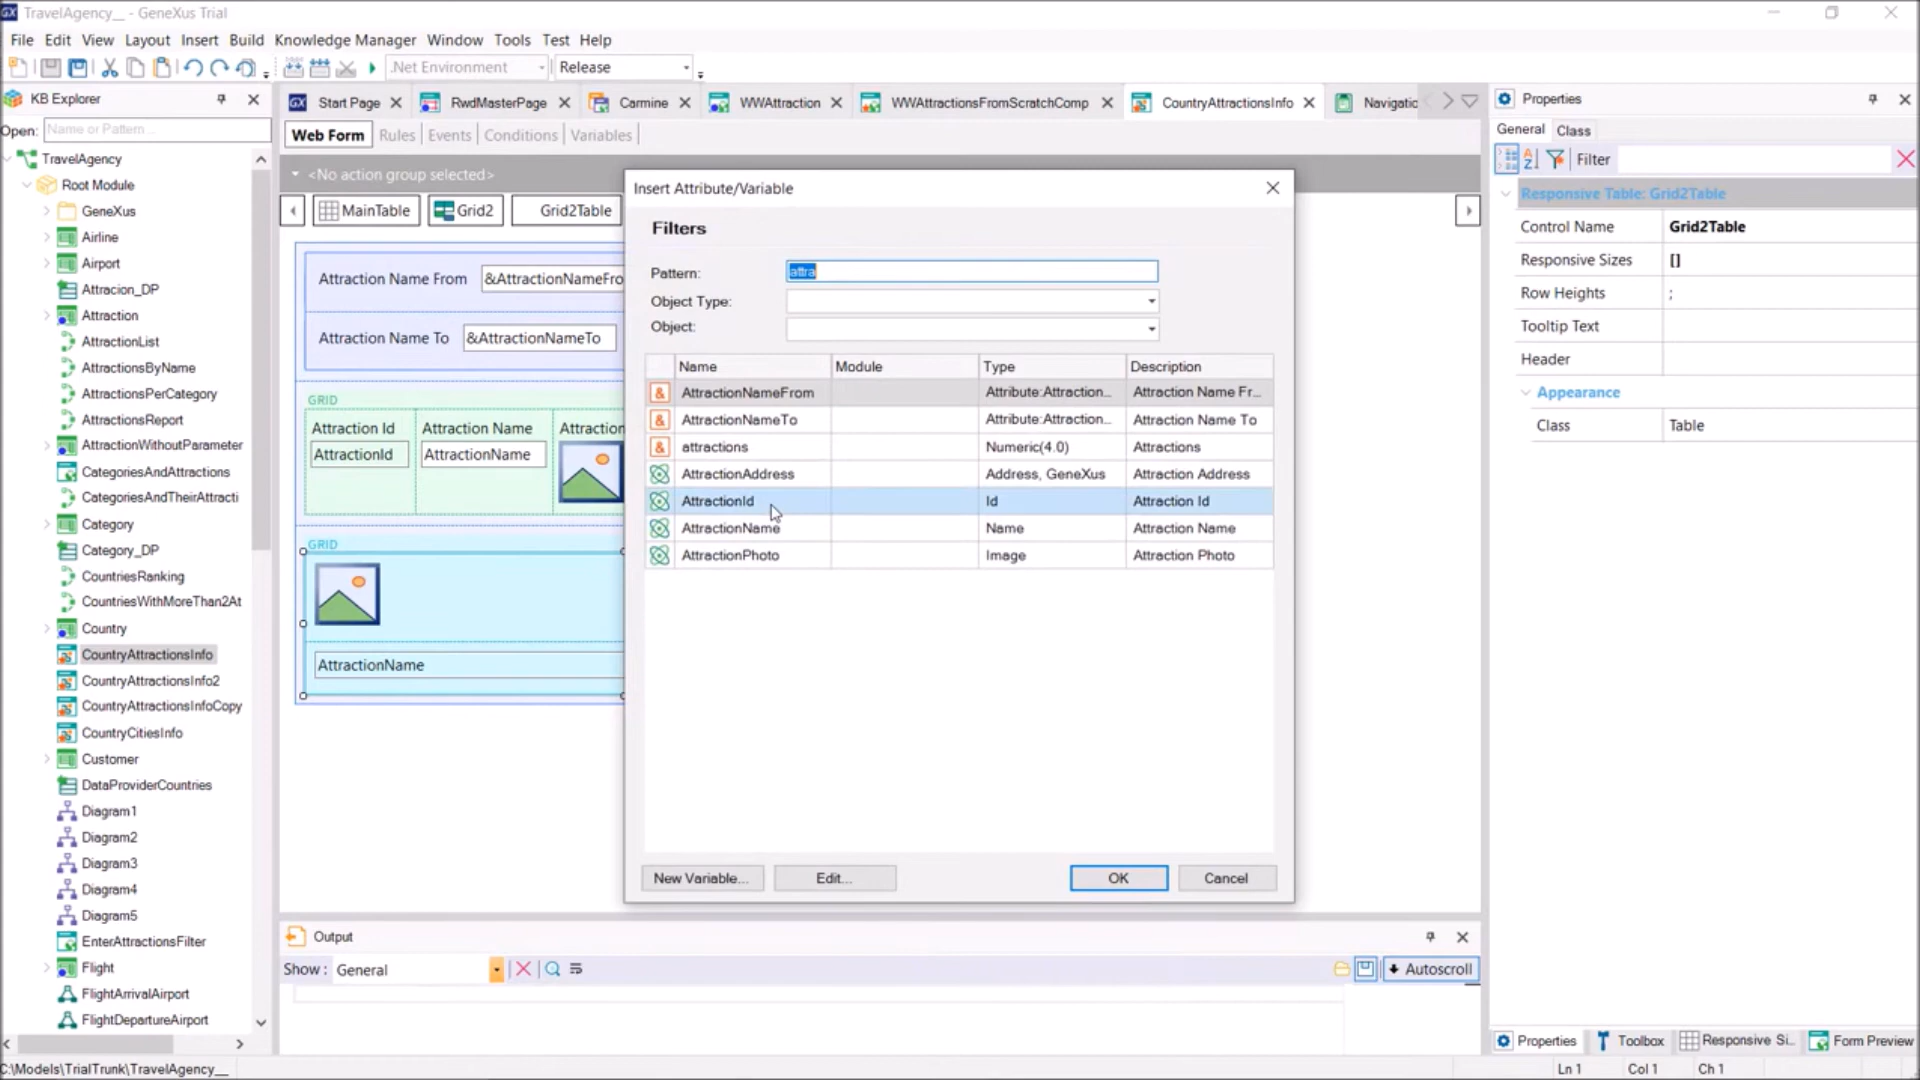 TravelAgency__ - GeneXus Trial
File Edit View Layout Insert Build Knowledge Manager Window Tools Test Help
.Net Environment Release
KB Explorer
Open: Name or Pattern ...
TravelAgency
Root Module
GeneXus
Airline
Airport
Attracion_DP
Attraction
AttractionList
AttractionsByName
AttractionsPerCategory
AttractionsReport
AttractionWithoutParameter
CategoriesAndAttractions
CategoriesAndTheirAttracti
Category
Category_DP
CountriesRanking
CountriesWithMoreThan2At
Country
CountryAttractionsInfo
CountryAttractionsInfo2
CountryAttractionsInfoCopy
CountryCitiesInfo
Customer
DataProviderCountries
Diagram1
Diagram2
Diagram3
Diagram4
Diagram5
EnterAttractionsFilter
Flight
FlightArrivalAirport
FlightDepartureAirport
Start Page RwdMasterPage Carmine WWAttraction WWAttractionsFromScratchComp CountryAttractionsInfo Navigatio
Web Form Rules Events Conditions Variables
<No action group selected>
MainTable Grid2 Grid2Table
Attraction Name From &AttractionNameFro
Attraction Name To &AttractionNameTo
GRID
Attraction Id Attraction Name Attraction
AttractionId AttractionName
GRID
AttractionName
Insert Attribute/Variable
Filters
Pattern: attra
Object Type:
Object:
Name Module Type Description
& AttractionNameFrom Attribute:Attraction... Attraction Name Fr...
& AttractionNameTo Attribute:Attraction... Attraction Name To
& attractions Numeric(4.0) Attractions
AttractionAddress Address, GeneXus Attraction Address
AttractionId Id Attraction Id
AttractionName Name Attraction Name
AttractionPhoto Image Attraction Photo
New Variable... Edit... OK Cancel
Output
Show: General Autoscroll
Properties
General Class
Filter
Responsive Table: Grid2Table
Control Name Grid2Table
Responsive Sizes []
Row Heights ;
Tooltip Text
Header
Appearance
Class Table
Properties Toolbox Responsive Si... Form Preview
C:\Models\TrialTrunk\TravelAgency__ Ln 1 Col 1 Ch 1